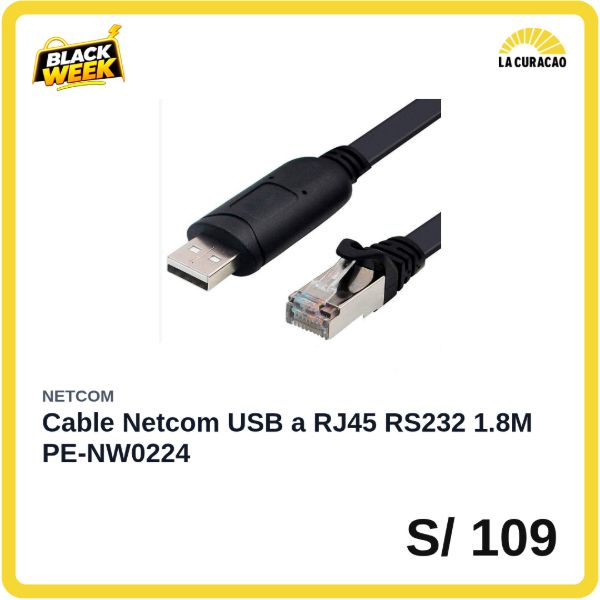 BLACK
WEEK
LA CURACAO
NETCOM
Cable Netcom USB a RJ45 RS232 1.8M
PE-NW0224
S/ 109